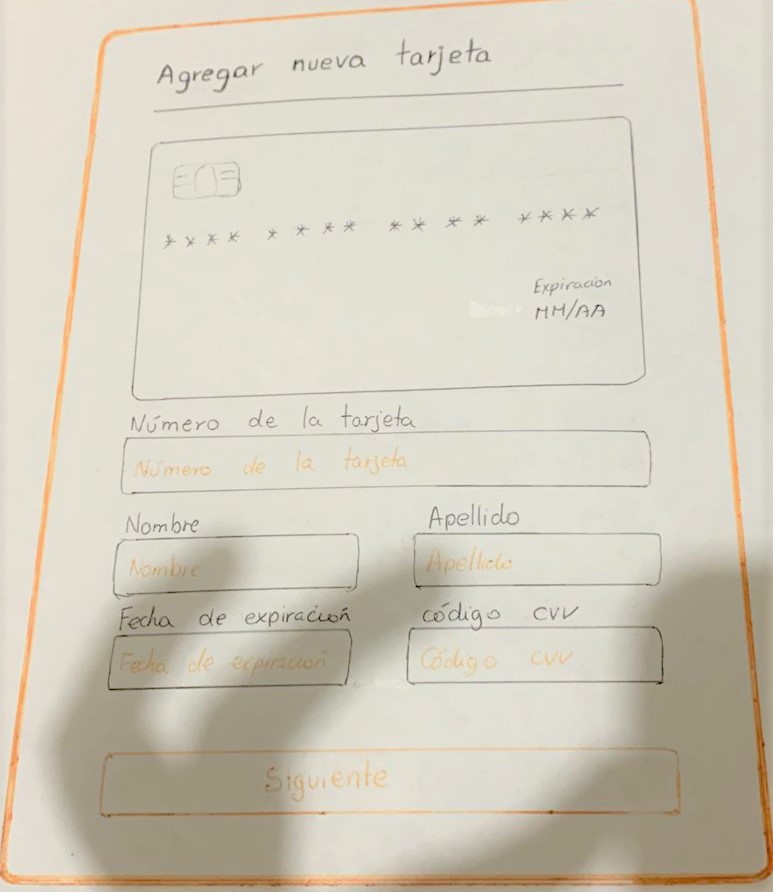 Agregar nueva tarjeta
**** **** **** ****
Expiración
MM/AA
Número de la tarjeta
Número de la tarjeta
Nombre Apellido
Nombre Apellido
Fecha de expiración código CVV
Fecha de expiración Código CVV
Siguiente